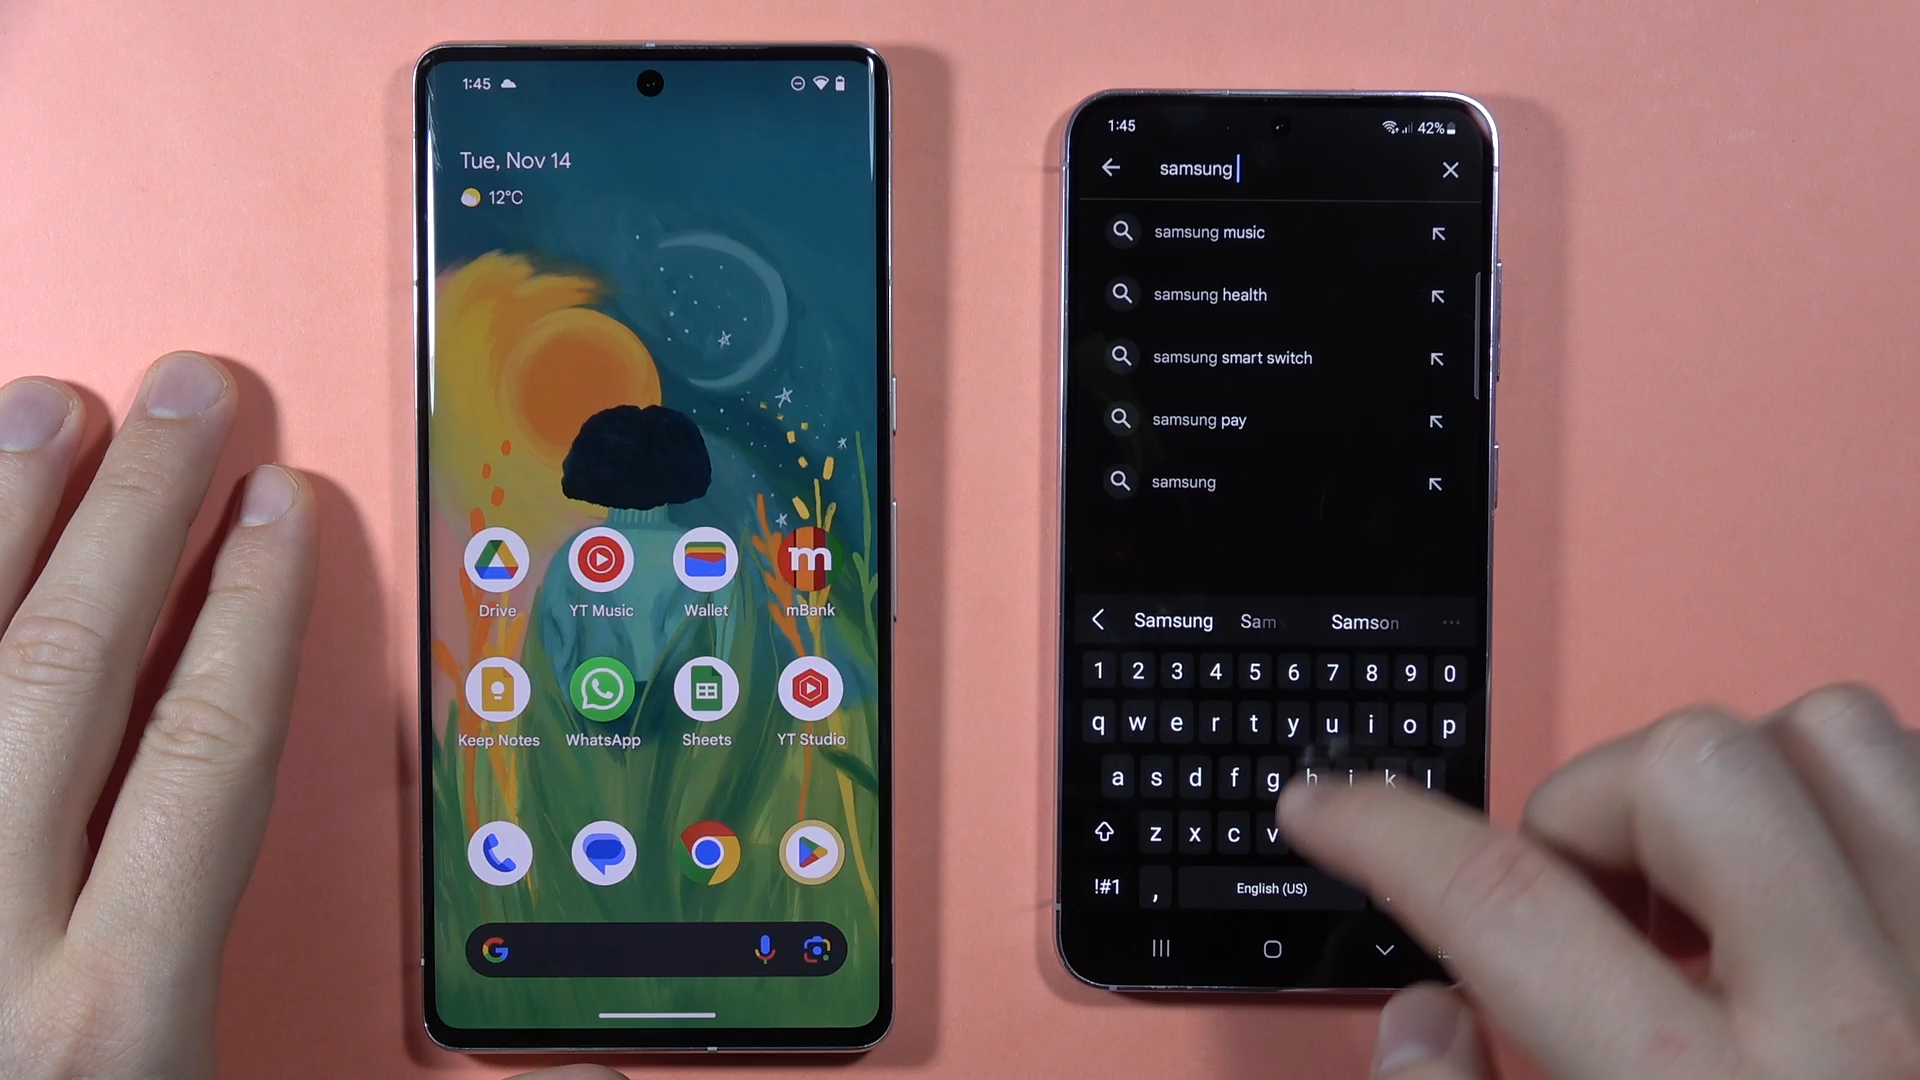 1:45
Tue, Nov 14
12°C
m
Drive YT Music Wallet mBank
Keep Notes WhatsApp Sheets YT Studio
G
1:45 42%
samsung
samsung music
samsung health
samsung smart switch
samsung pay
samsung
Samsung Sams Samson ...
1 2 3 4 5 6 7 8 9 0
q w e r t y u i o p
a s d f g h j k l
z x c v
!#1 , English (US)